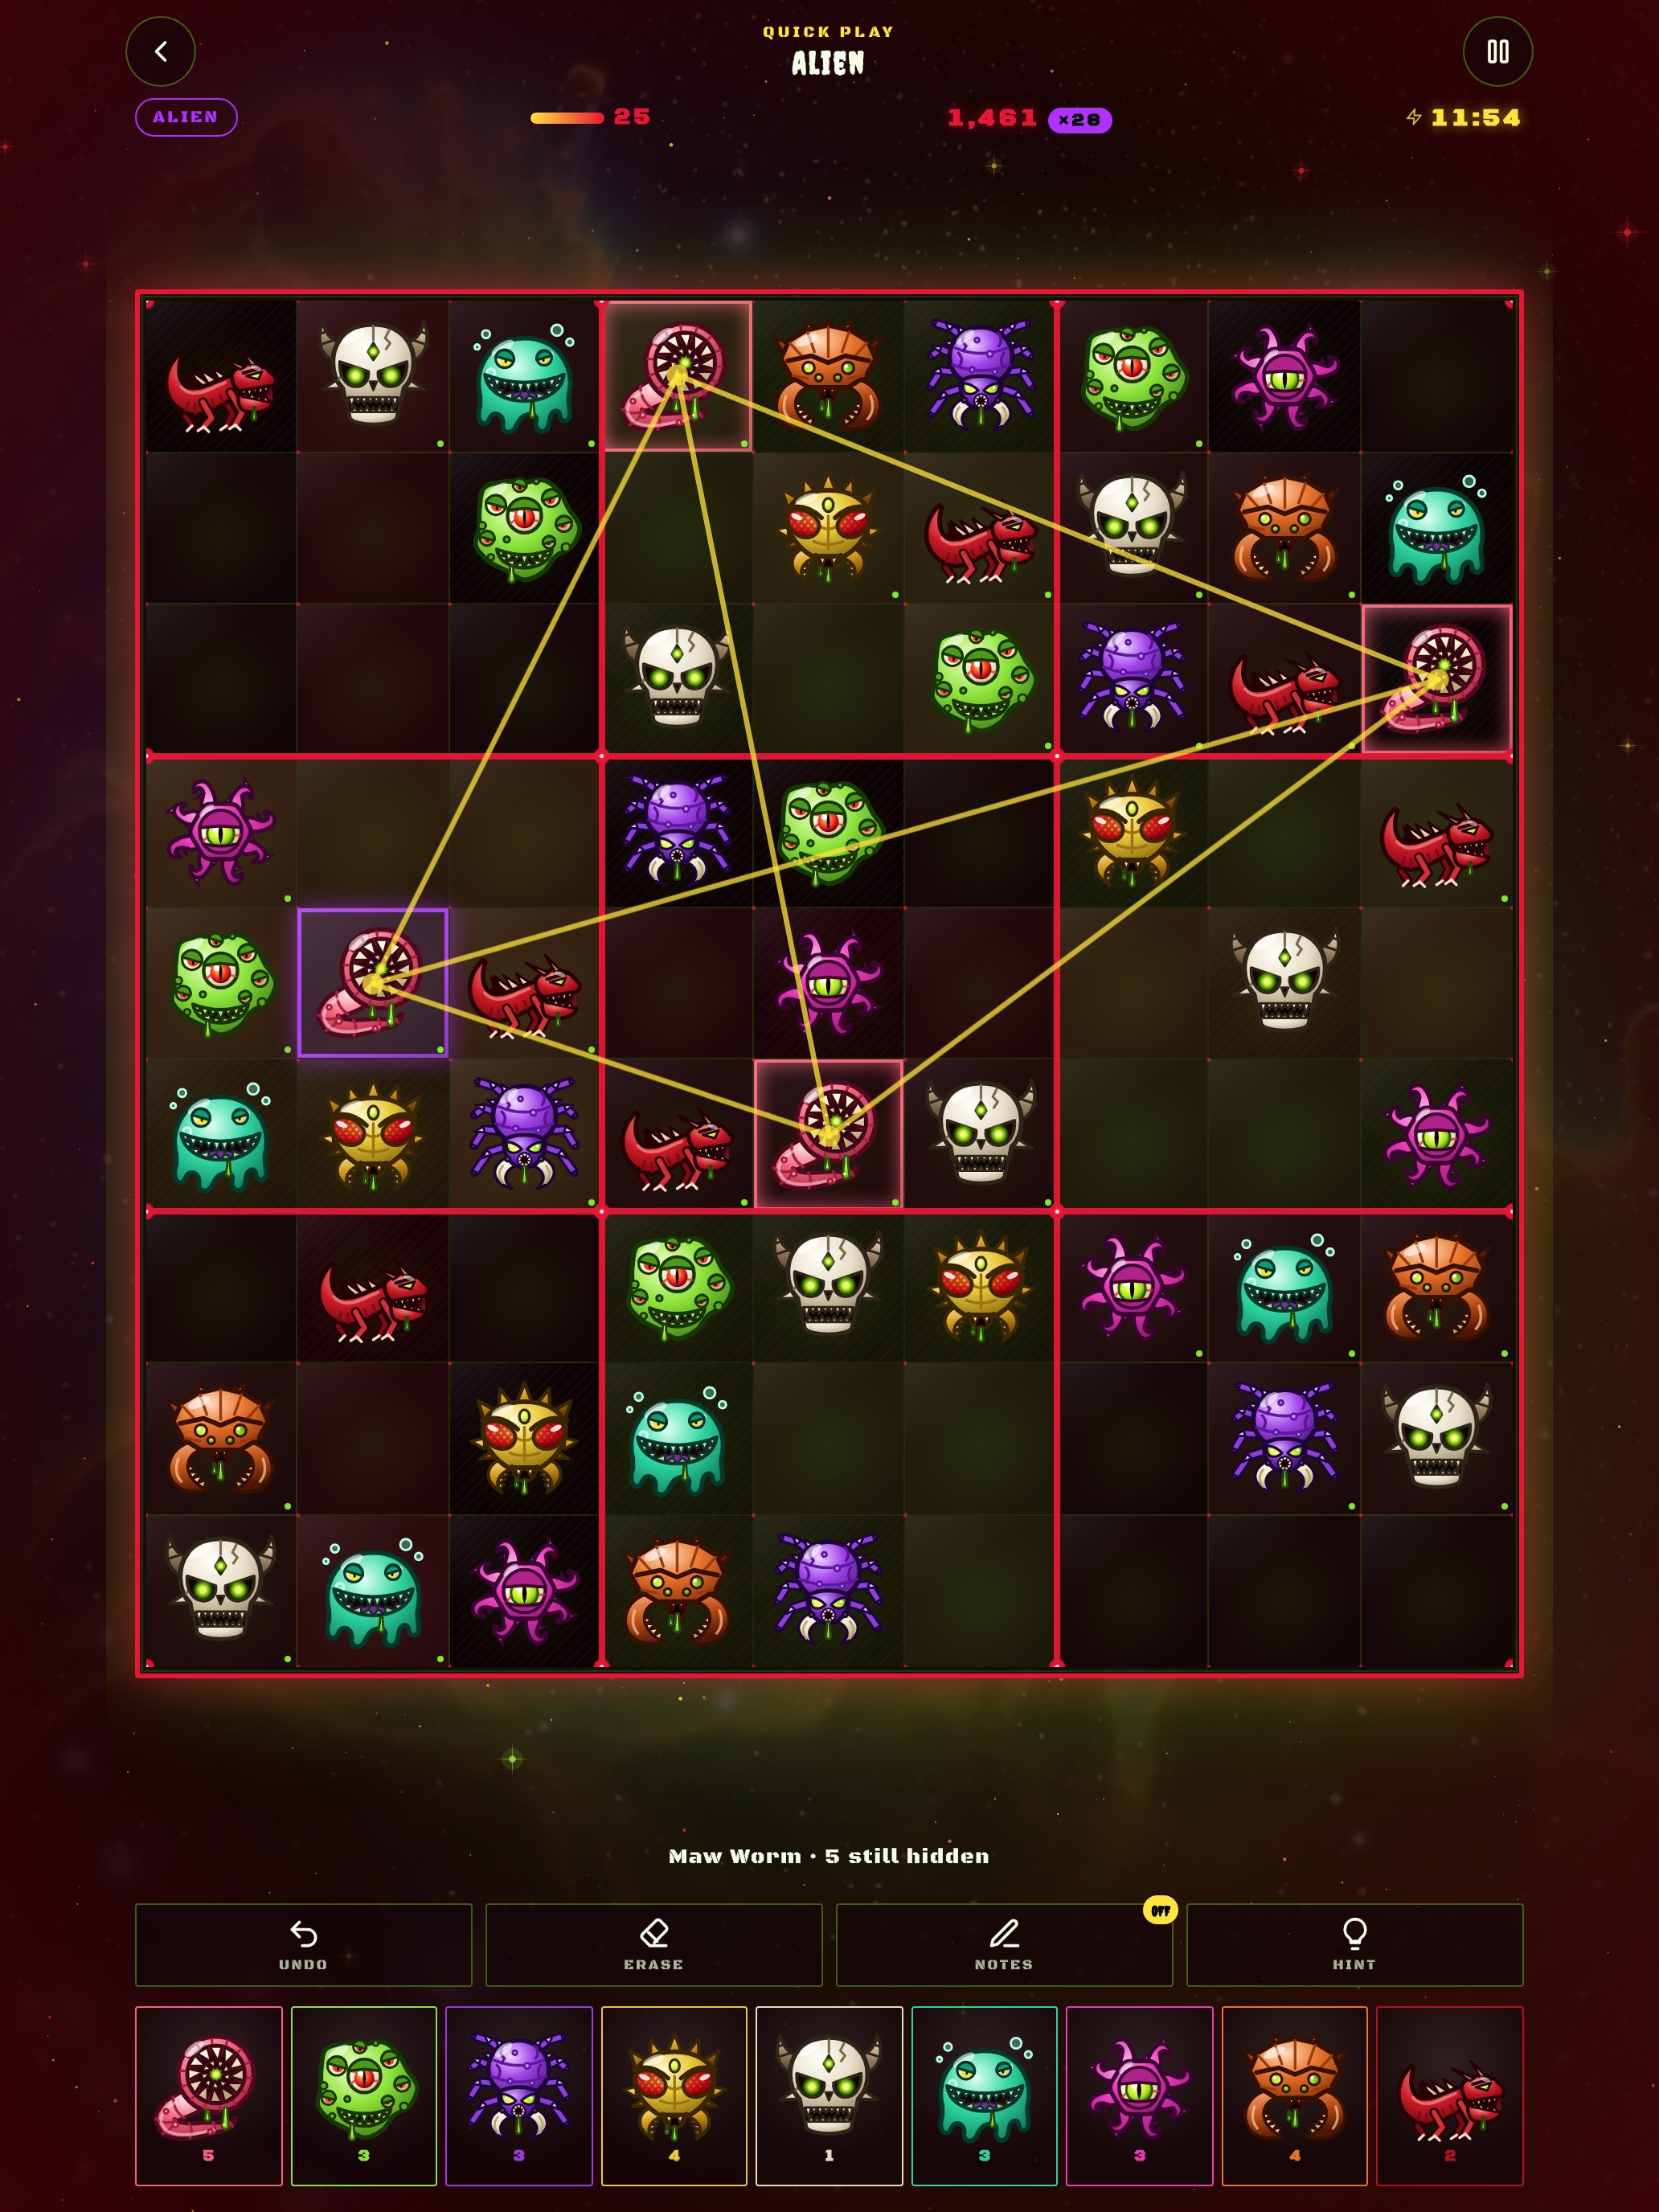 QUICK PLAY
ALIEN
ALIEN
25
1,461 ×28
11:54
Maw Worm · 5 still hidden
UNDO
ERASE
NOTES
OFF
HINT
5
3
3
4
1
3
3
4
2